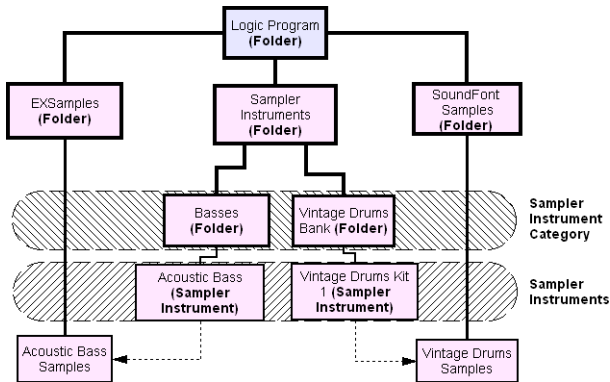 Logic Program
(Folder)
EXSamples
(Folder)
Sampler
Instruments
(Folder)
SoundFont
Samples
(Folder)
Basses
(Folder)
Vintage Drums
Bank (Folder)
Sampler
Instrument
Category
Acoustic Bass
(Sampler
Instrument)
Vintage Drums Kit
1 (Sampler
Instrument)
Sampler
Instruments
Acoustic Bass
Samples
Vintage Drums
Samples